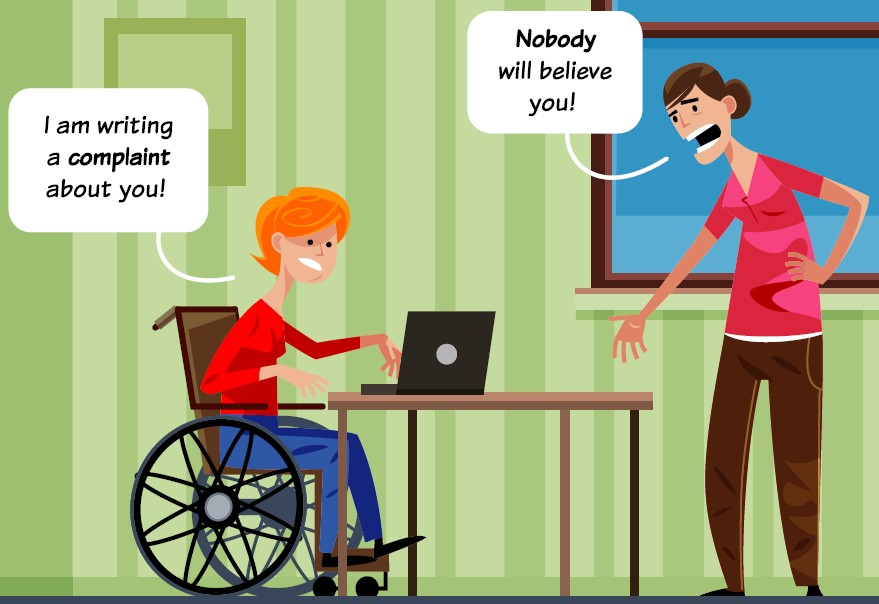 I am writing
a complaint
about you!
Nobody
will believe
you!